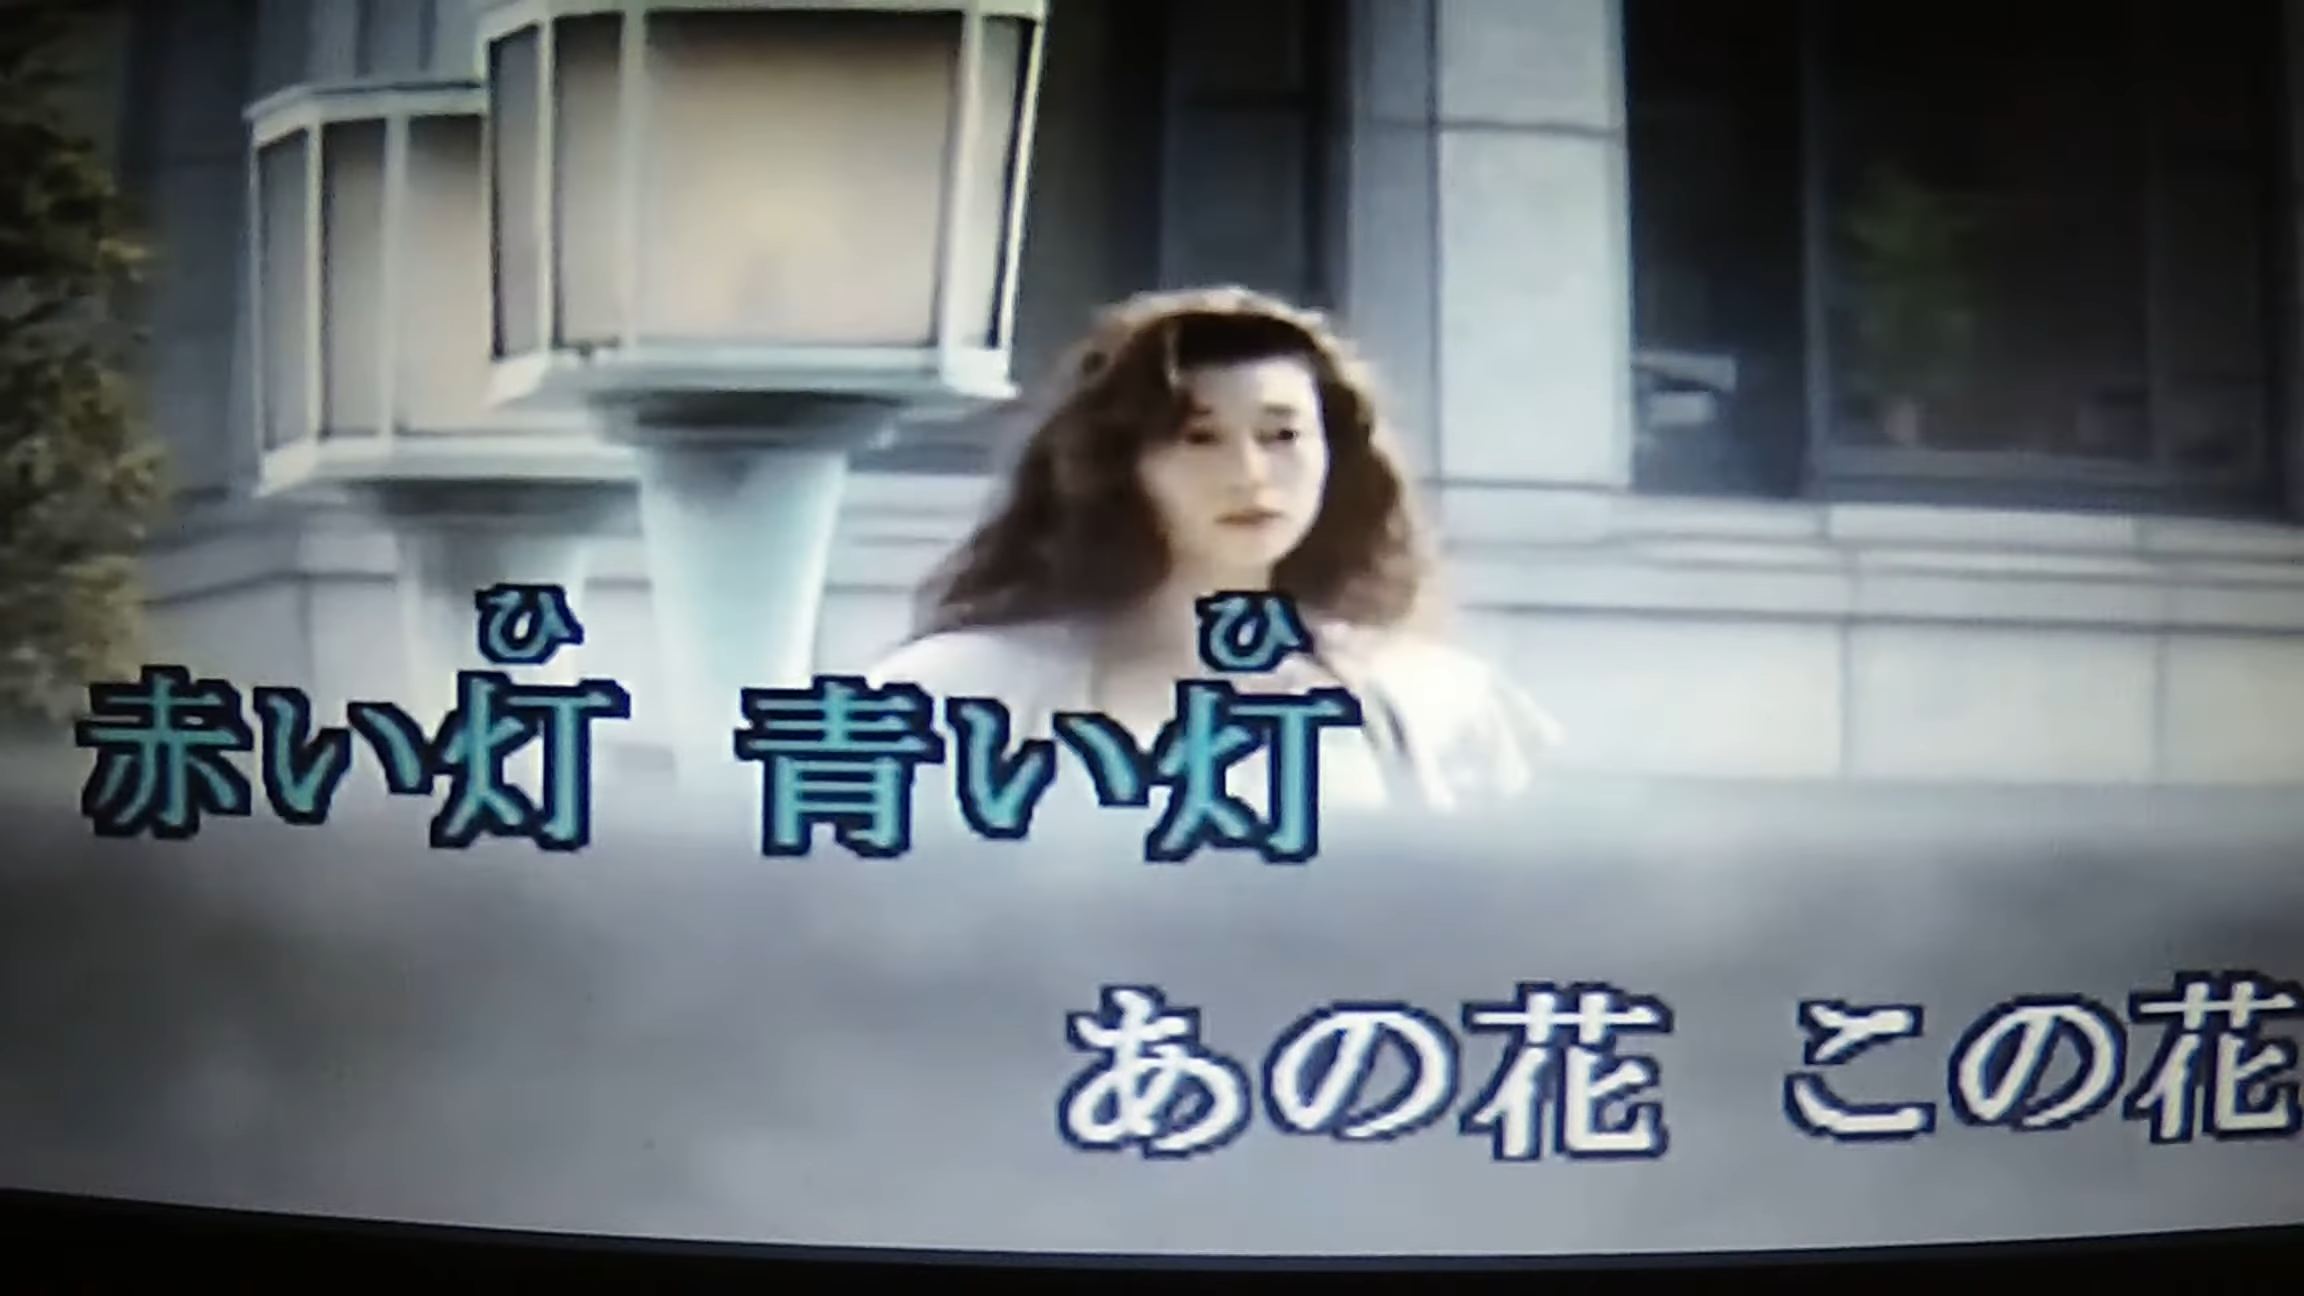 ひ ひ
赤い灯 青い灯
あの花 この花